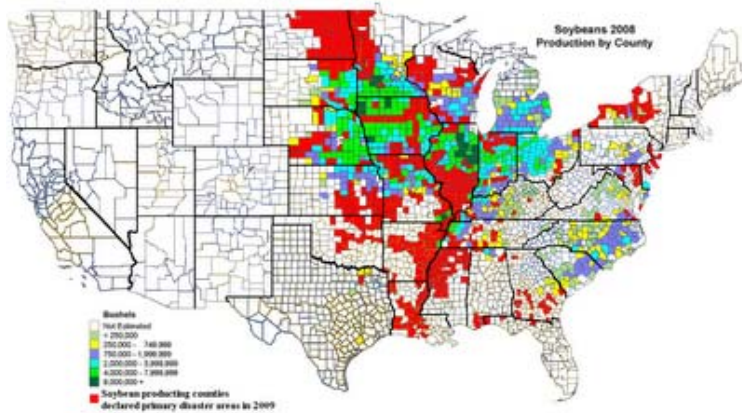 Soybeans 2008
Production by County
Bushels
Not Estimated
< 250,000
250,000 - 749,999
750,000 - 1,999,999
2,000,000 - 3,999,999
4,000,000 - 7,999,999
8,000,000 +
Soybean producing counties
declared primary disaster areas in 2009